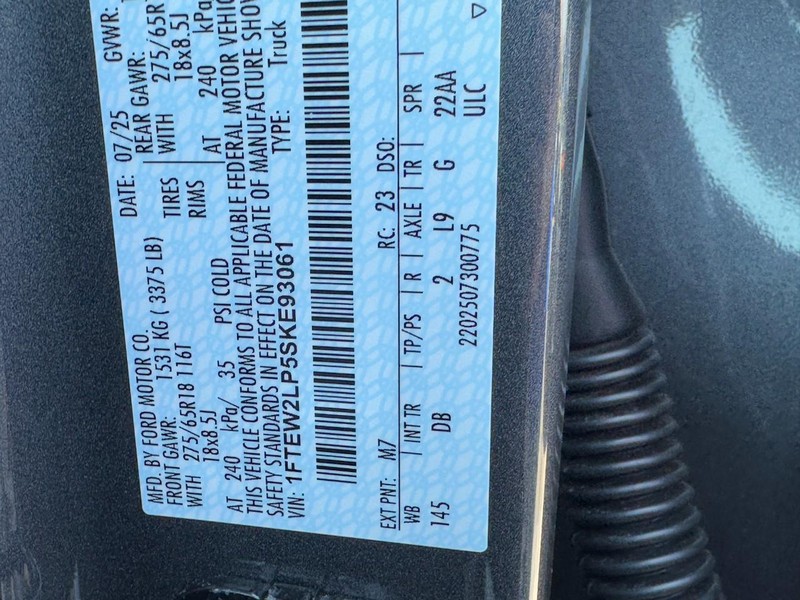 MFD. BY FORD MOTOR CO. DATE: 07/25 GVWR:
FRONT GAWR: 1531 KG ( 3375 LB) REAR GAWR:
WITH 275/65R18 116T TIRES WITH 275/65R
18x8.5J RIMS 18x8.5J
AT 240 kPa/ 35 PSI COLD AT 240 kPa
THIS VEHICLE CONFORMS TO ALL APPLICABLE FEDERAL MOTOR VEHIC
SAFETY STANDARDS IN EFFECT ON THE DATE OF MANUFACTURE SHOW
VIN: 1FTEW2LP5SKE93061 TYPE: Truck
EXT PNT: M7 RC: 23 DSO:
WB | INT TR | TP/PS | R | AXLE | TR | SPR
145 DB 2 L9 G 22AA
2202507300775 ULC